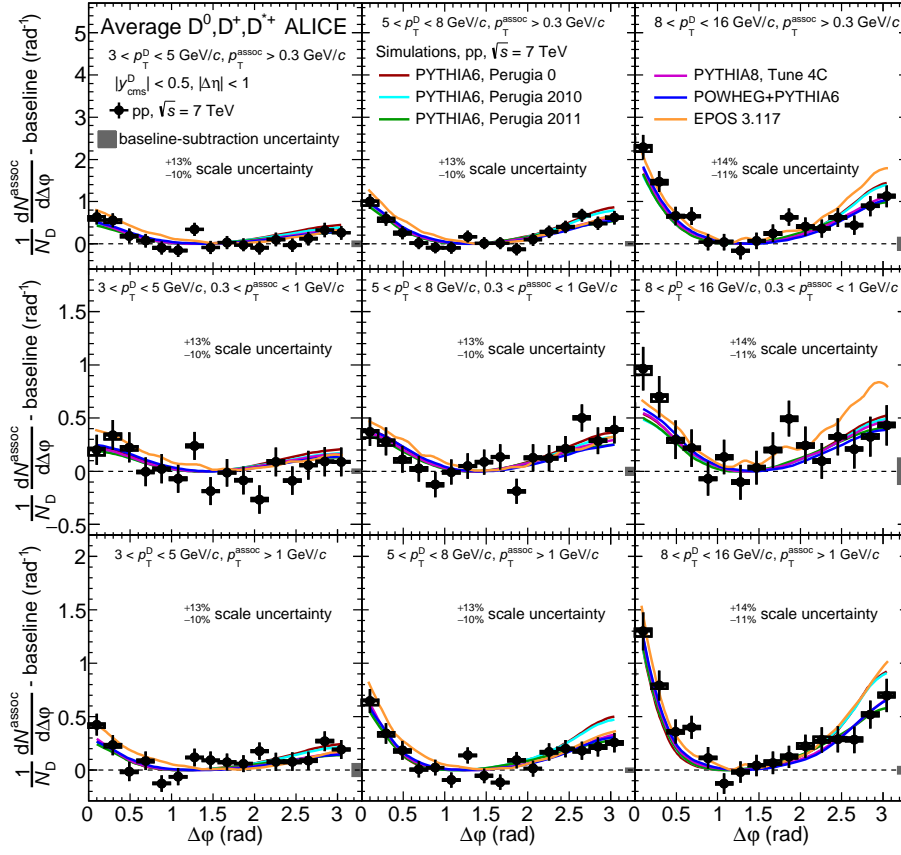 Average D⁰,D⁺,D*⁺ ALICE
3 < p_T^D < 5 GeV/c, p_T^assoc > 0.3 GeV/c
|y_cms^D| < 0.5, |Δη| < 1
pp, √s = 7 TeV
baseline-subtraction uncertainty
+13% −10% scale uncertainty
5 < p_T^D < 8 GeV/c, p_T^assoc > 0.3 GeV/c
Simulations, pp, √s = 7 TeV
PYTHIA6, Perugia 0
PYTHIA6, Perugia 2010
PYTHIA6, Perugia 2011
+13% −10% scale uncertainty
8 < p_T^D < 16 GeV/c, p_T^assoc > 0.3 GeV/c
PYTHIA8, Tune 4C
POWHEG+PYTHIA6
EPOS 3.117
+14% −11% scale uncertainty
1/N_D dN^assoc/dΔφ - baseline (rad⁻¹)
5
4
3
2
1
0
3 < p_T^D < 5 GeV/c, 0.3 < p_T^assoc < 1 GeV/c
+13% −10% scale uncertainty
5 < p_T^D < 8 GeV/c, 0.3 < p_T^assoc < 1 GeV/c
+13% −10% scale uncertainty
8 < p_T^D < 16 GeV/c, 0.3 < p_T^assoc < 1 GeV/c
+14% −11% scale uncertainty
1/N_D dN^assoc/dΔφ - baseline (rad⁻¹)
1.5
1
0.5
0
−0.5
3 < p_T^D < 5 GeV/c, p_T^assoc > 1 GeV/c
+13% −10% scale uncertainty
5 < p_T^D < 8 GeV/c, p_T^assoc > 1 GeV/c
+13% −10% scale uncertainty
8 < p_T^D < 16 GeV/c, p_T^assoc > 1 GeV/c
+14% −11% scale uncertainty
1/N_D dN^assoc/dΔφ - baseline (rad⁻¹)
2
1.5
1
0.5
0
0 0.5 1 1.5 2 2.5 3
0 0.5 1 1.5 2 2.5 3
0 0.5 1 1.5 2 2.5 3
Δφ (rad)
Δφ (rad)
Δφ (rad)